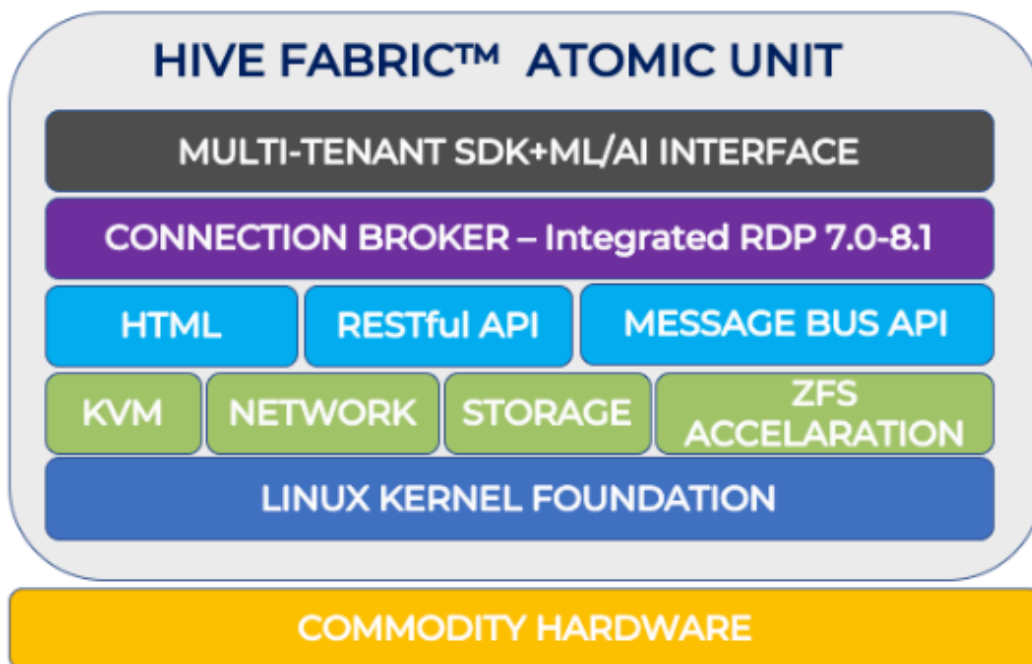 HIVE FABRIC™ ATOMIC UNIT
MULTI-TENANT SDK+ML/AI INTERFACE
CONNECTION BROKER – Integrated RDP 7.0-8.1
HTML
RESTful API
MESSAGE BUS API
KVM
NETWORK
STORAGE
ZFS
ACCELARATION
LINUX KERNEL FOUNDATION
COMMODITY HARDWARE